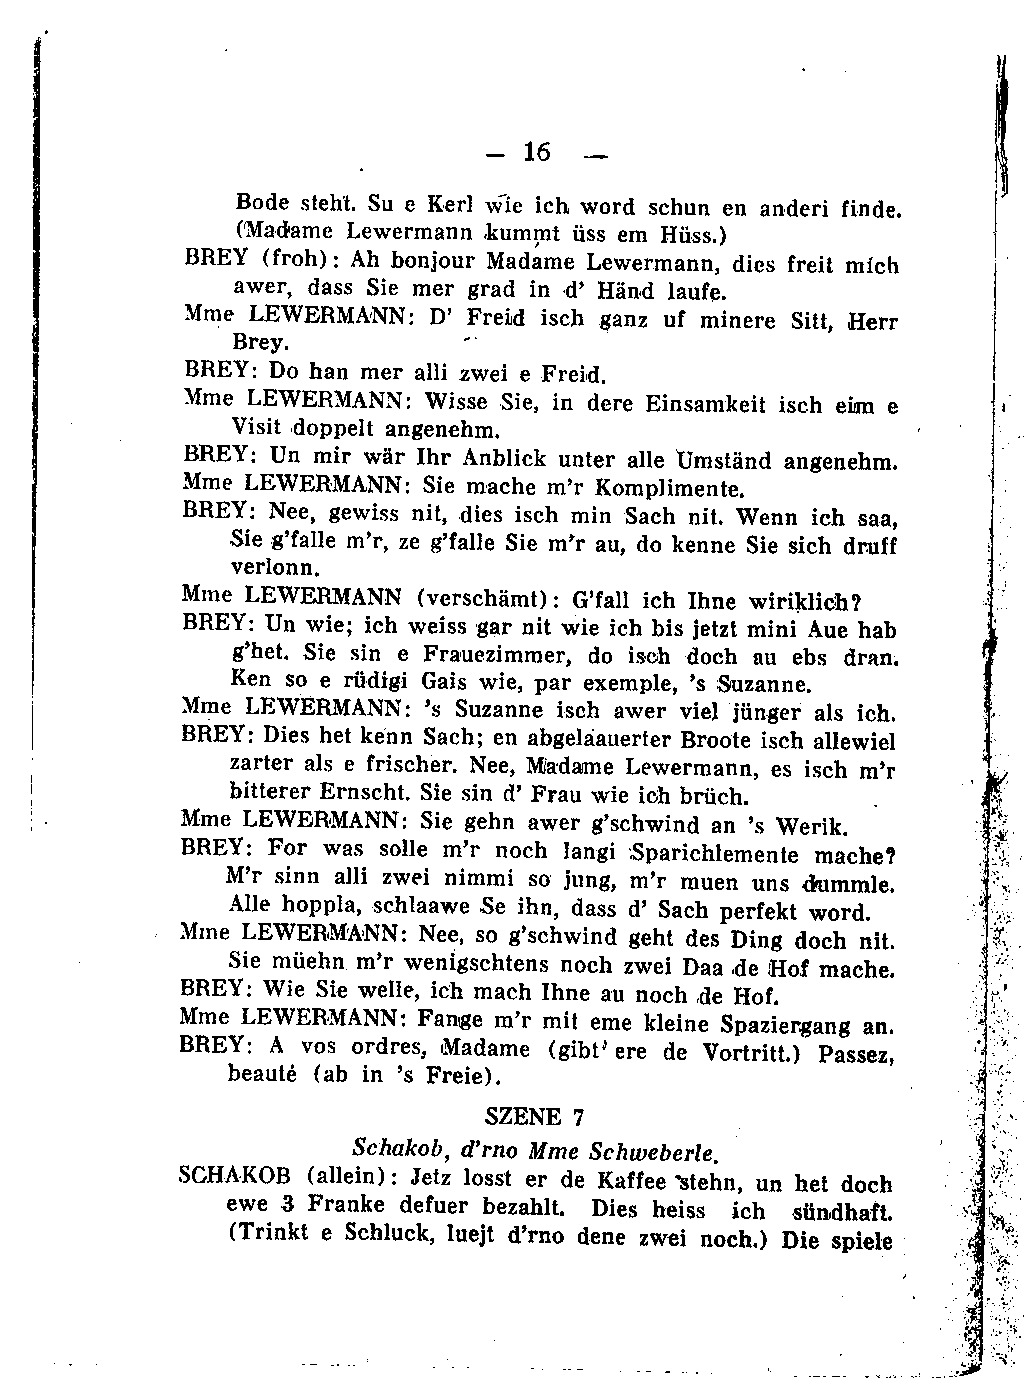 — 16 —
Bode steht. Su e Kerl wie ich word schun en anderi finde.
(Madame Lewermann kummt üss em Hüss.)
BREY (froh): Ah bonjour Madame Lewermann, dies freit mich
awer, dass Sie mer grad in d' Händ laufe.
Mme LEWERMANN: D' Freid isch ganz uf minere Sitt, Herr
Brey.
BREY: Do han mer alli zwei e Freid.
Mme LEWERMANN: Wisse Sie, in dere Einsamkeit isch eim e
Visit doppelt angenehm.
BREY: Un mir wär Ihr Anblick unter alle Umständ angenehm.
Mme LEWERMANN: Sie mache m'r Komplimente.
BREY: Nee, gewiss nit, dies isch min Sach nit. Wenn ich saa,
Sie g'falle m'r, ze g'falle Sie m'r au, do kenne Sie sich druff
verlonn.
Mme LEWERMANN (verschämt): G'fall ich Ihne wiriklich?
BREY: Un wie; ich weiss gar nit wie ich bis jetzt mini Aue hab
g'het. Sie sin e Frauezimmer, do isch doch au ebs dran.
Ken so e rüdigi Gais wie, par exemple, 's Suzanne.
Mme LEWERMANN: 's Suzanne isch awer viel jünger als ich.
BREY: Dies het kenn Sach; en abgelaauerter Broote isch allewiel
zarter als e frischer. Nee, Madame Lewermann, es isch m'r
bitterer Ernscht. Sie sin d' Frau wie ich brüch.
Mme LEWERMANN: Sie gehn awer g'schwind an 's Werik.
BREY: For was solle m'r noch langi Sparichlemente mache?
M'r sinn alli zwei nimmi so jung, m'r muen uns dummle.
Alle hoppla, schlaawe Se ihn, dass d' Sach perfekt word.
Mme LEWERMANN: Nee, so g'schwind geht des Ding doch nit.
Sie müehn m'r wenigschtens noch zwei Daa de Hof mache.
BREY: Wie Sie welle, ich mach Ihne au noch de Hof.
Mme LEWERMANN: Fange m'r mit eme kleine Spaziergang an.
BREY: A vos ordres, Madame (gibt' ere de Vortritt.) Passez,
beauté (ab in 's Freie).
SZENE 7
Schakob, d'rno Mme Schweberle.
SCHAKOB (allein): Jetz losst er de Kaffee stehn, un het doch
ewe 3 Franke defuer bezahlt. Dies heiss ich sündhaft.
(Trinkt e Schluck, luejt d'rno dene zwei noch.) Die spiele